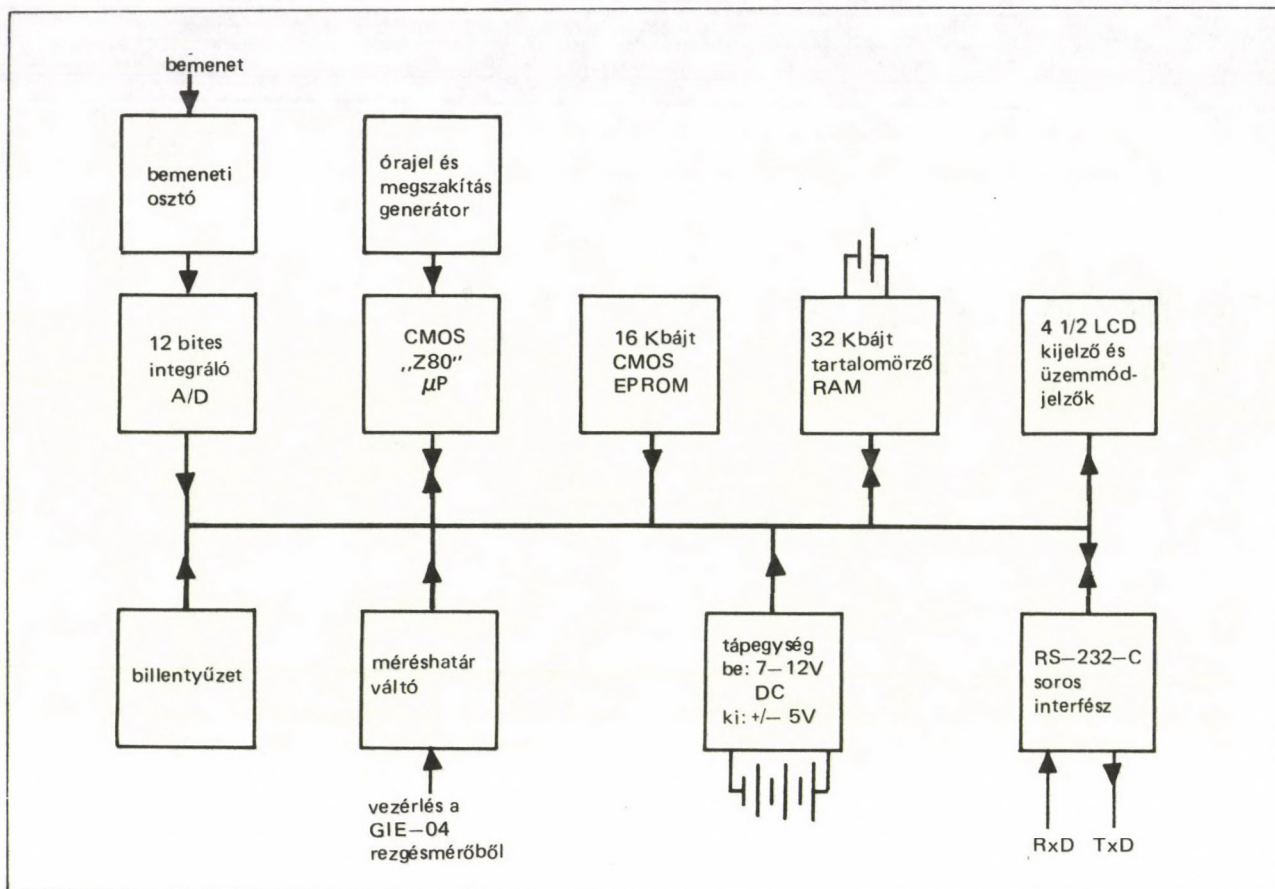 bemenet
bemeneti
osztó
órajel és
megszakítás
generátor
12 bites
integráló
A/D
CMOS
„Z80"
μP
16 Kbájt
CMOS
EPROM
32 Kbájt
tartalomörző
RAM
4 1/2 LCD
kijelző és
üzemmód-
jelzők
billentyűzet
méréshatár
váltó
tápegység
be: 7–12V
DC
ki: +/– 5V
RS–232–C
soros
interfész
vezérlés a
GIE–04
rezgésmérőből
RxD TxD